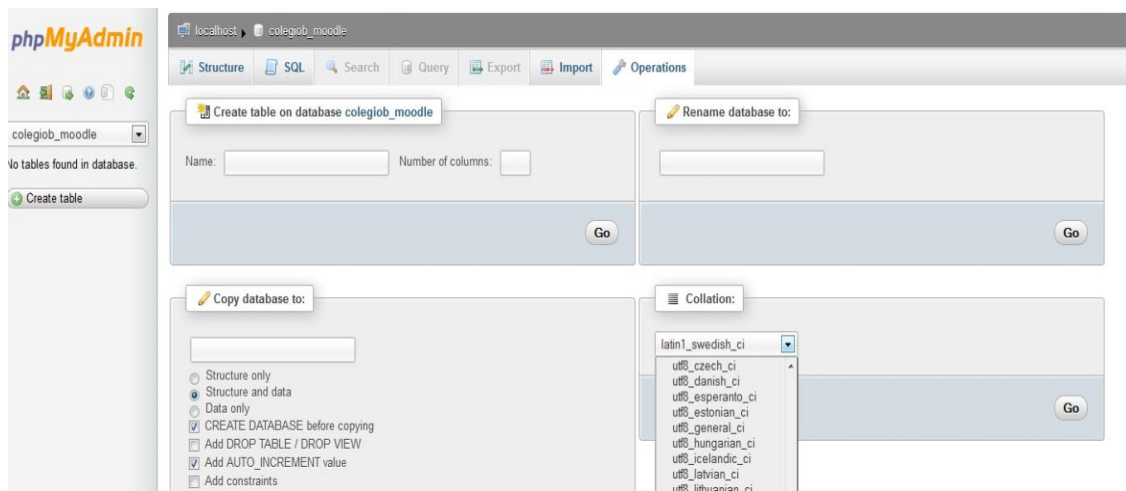 phpMyAdmin
localhost colegiob_moodle
Structure SQL Search Query Export Import Operations
colegiob_moodle
No tables found in database.
Create table
Create table on database colegiob_moodle
Name: Number of columns:
Go
Rename database to:
Go
Copy database to:
Structure only
Structure and data
Data only
CREATE DATABASE before copying
Add DROP TABLE / DROP VIEW
Add AUTO_INCREMENT value
Add constraints
Collation:
latin1_swedish_ci
utf8_czech_ci
utf8_danish_ci
utf8_esperanto_ci
utf8_estonian_ci
utf8_general_ci
utf8_hungarian_ci
utf8_icelandic_ci
utf8_latvian_ci
utf8_lithuanian_ci
Go